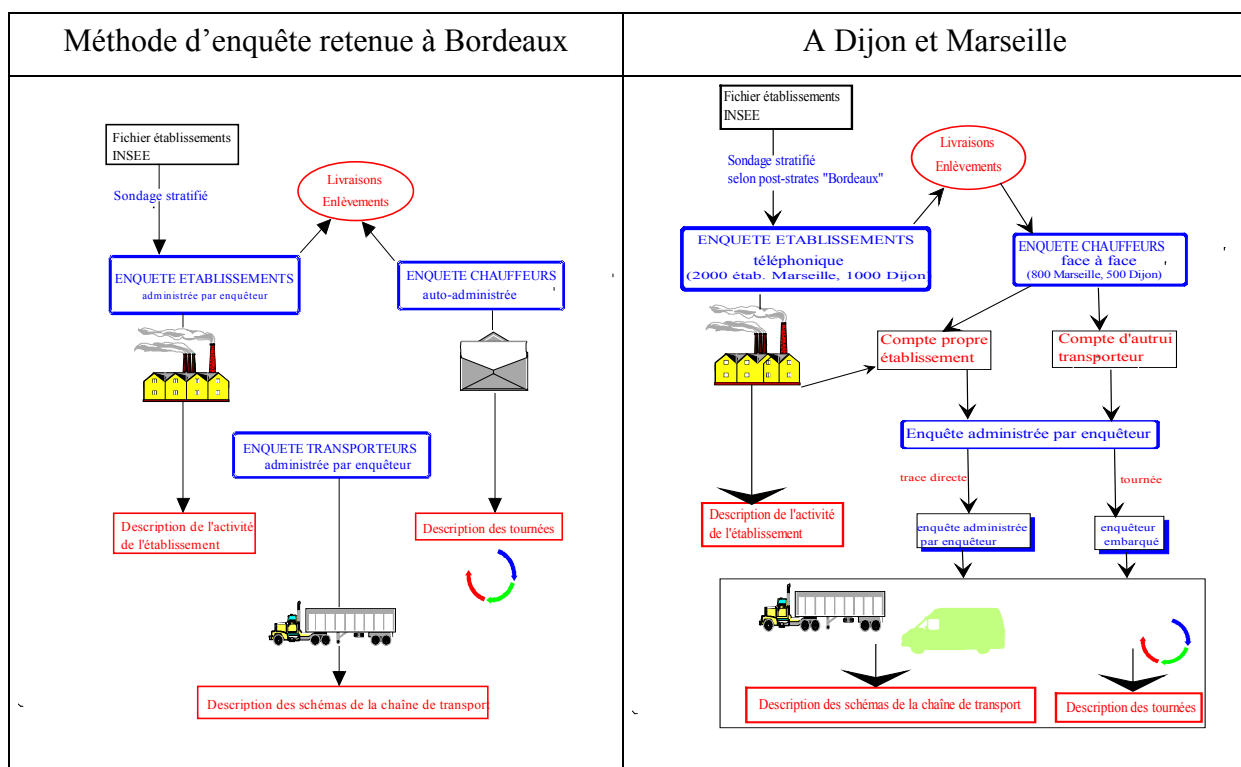 Méthode d'enquête retenue à Bordeaux
Fichier établissements
INSEE
Sondage stratifié
Livraisons
Enlèvements
ENQUETE ETABLISSEMENTS
administrée par enquêteur
ENQUETE CHAUFFEURS
auto-administrée
ENQUETE TRANSPORTEURS
administrée par enquêteur
Description de l'activité
de l'établissement
Description des tournées
Description des schémas de la chaîne de transport
A Dijon et Marseille
Fichier établissements
INSEE
Sondage stratifié
selon post-strates "Bordeaux"
Livraisons
Enlèvements
ENQUETE ETABLISSEMENTS
téléphonique
(2000 étab. Marseille, 1000 Dijon)
ENQUETE CHAUFFEURS
face à face
(800 Marseille, 500 Dijon)
Compte propre
établissement
Compte d'autrui
transporteur
Enquête administrée par enquêteur
trace directe
tournée
Description de l'activité
de l'établissement
enquête administrée
par enquêteur
enquêteur
embarqué
Description des schémas de la chaîne de transport
Description des tournées